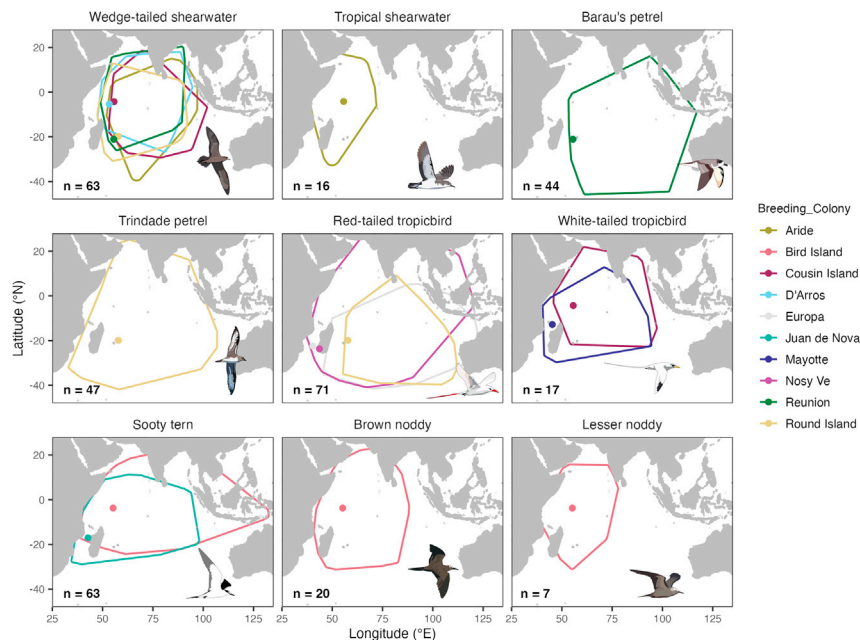 Wedge-tailed shearwater Tropical shearwater Barau's petrel
20
0
-20
-40
n = 63 n = 16 n = 44
Trindade petrel Red-tailed tropicbird White-tailed tropicbird
20
0
-20
-40
n = 47 n = 71 n = 17
Sooty tern Brown noddy Lesser noddy
20
0
-20
-40
n = 63 n = 20 n = 7
25 50 75 100 125 25 50 75 100 125 25 50 75 100 125
Longitude (°E)
Latitude (°N)
Breeding_Colony
Aride
Bird Island
Cousin Island
D'Arros
Europa
Juan de Nova
Mayotte
Nosy Ve
Reunion
Round Island